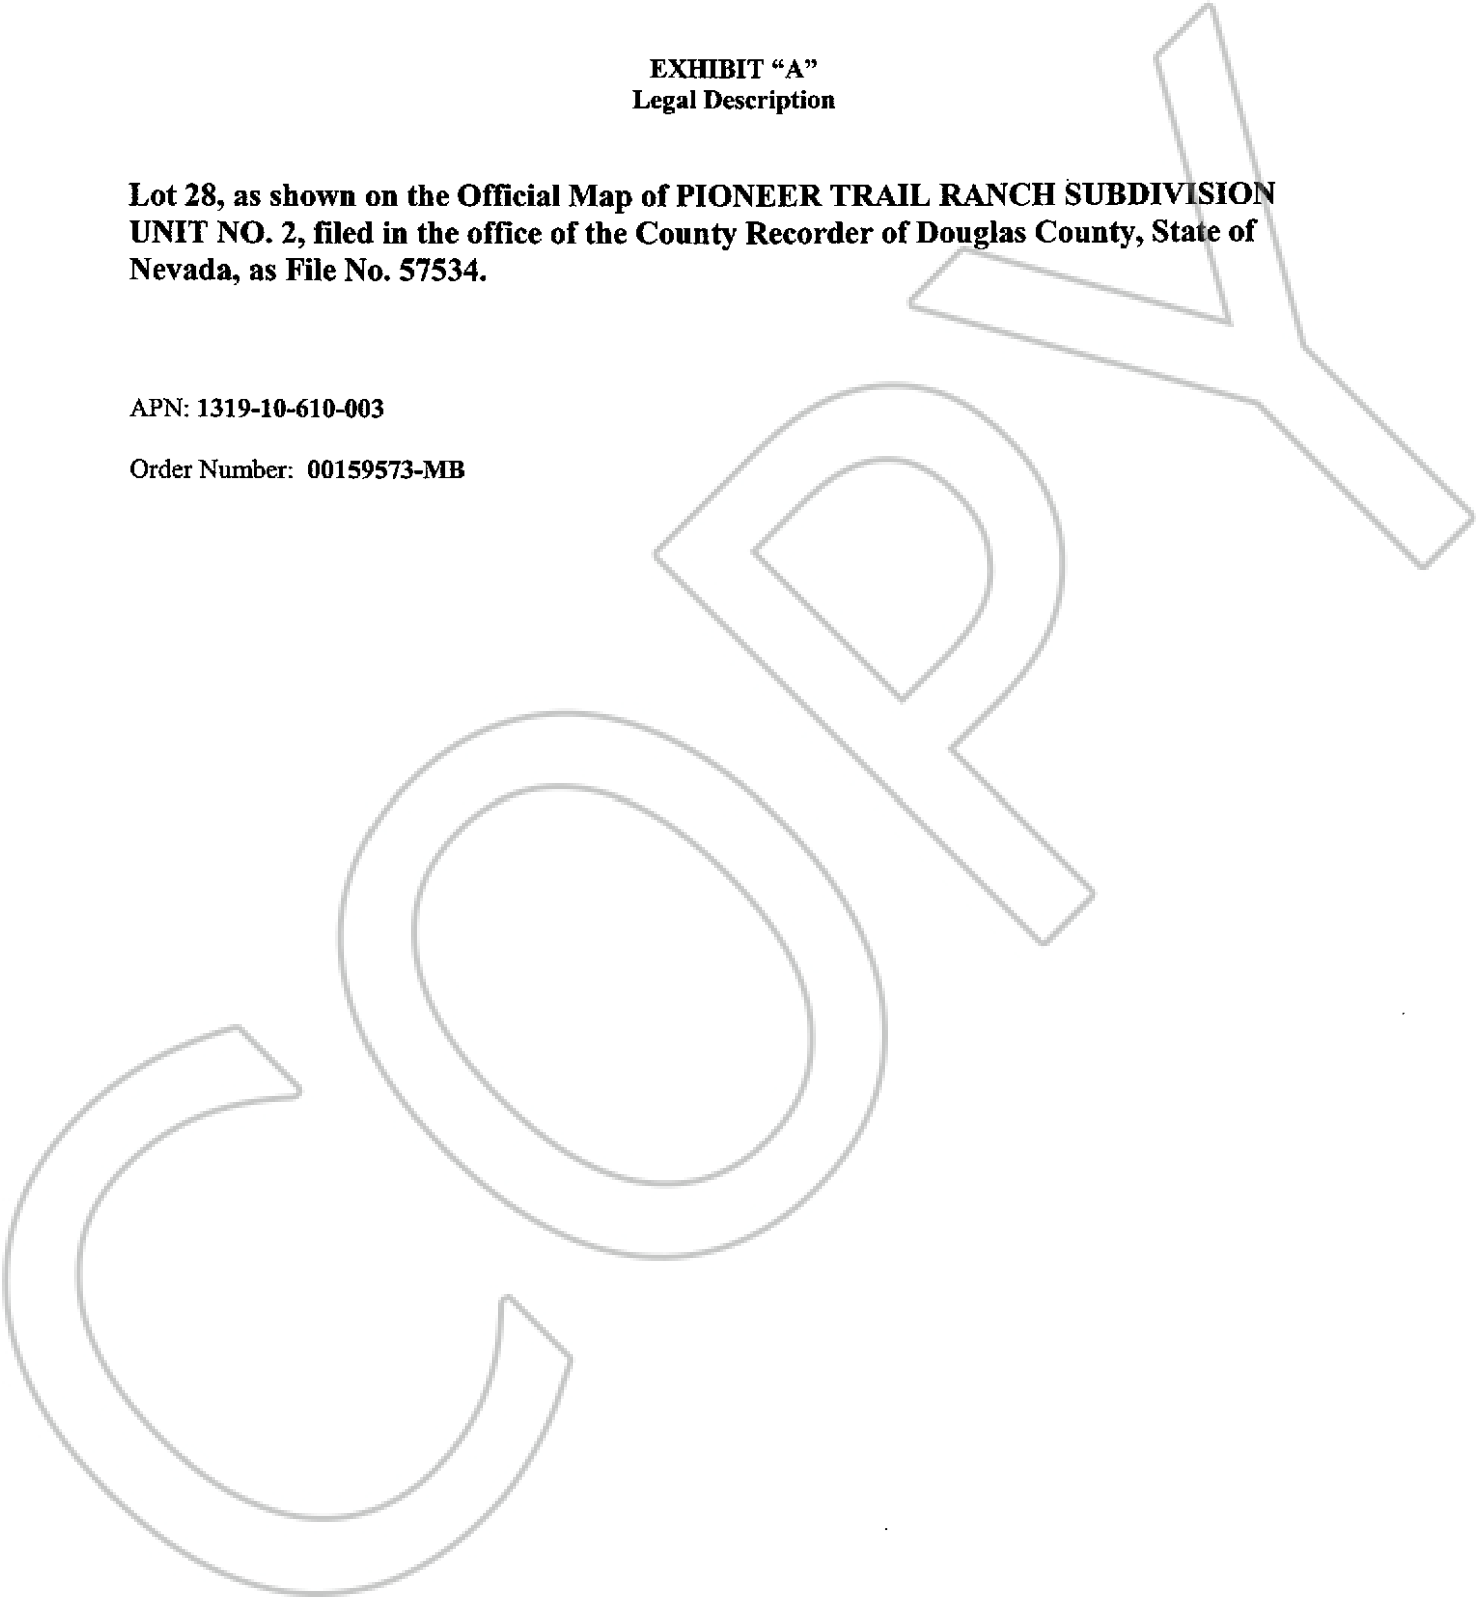 EXHIBIT “A”
Legal Description
Lot 28, as shown on the Official Map of PIONEER TRAIL RANCH SUBDIVISION
UNIT NO. 2, filed in the office of the County Recorder of Douglas County, State of
Nevada, as File No. 57534.
APN: 1319-10-610-003
Order Number: 00159573-MB
COPY